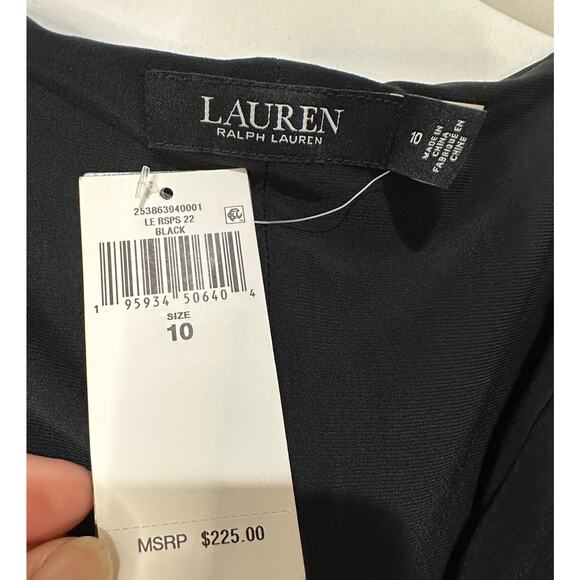 LAUREN
RALPH LAUREN
10
MADE IN
CHINA
FABRIQUE EN
CHINE
253863940001
LE RSPS 22
BLACK
1 95934 50640 4
SIZE
10
MSRP $225.00